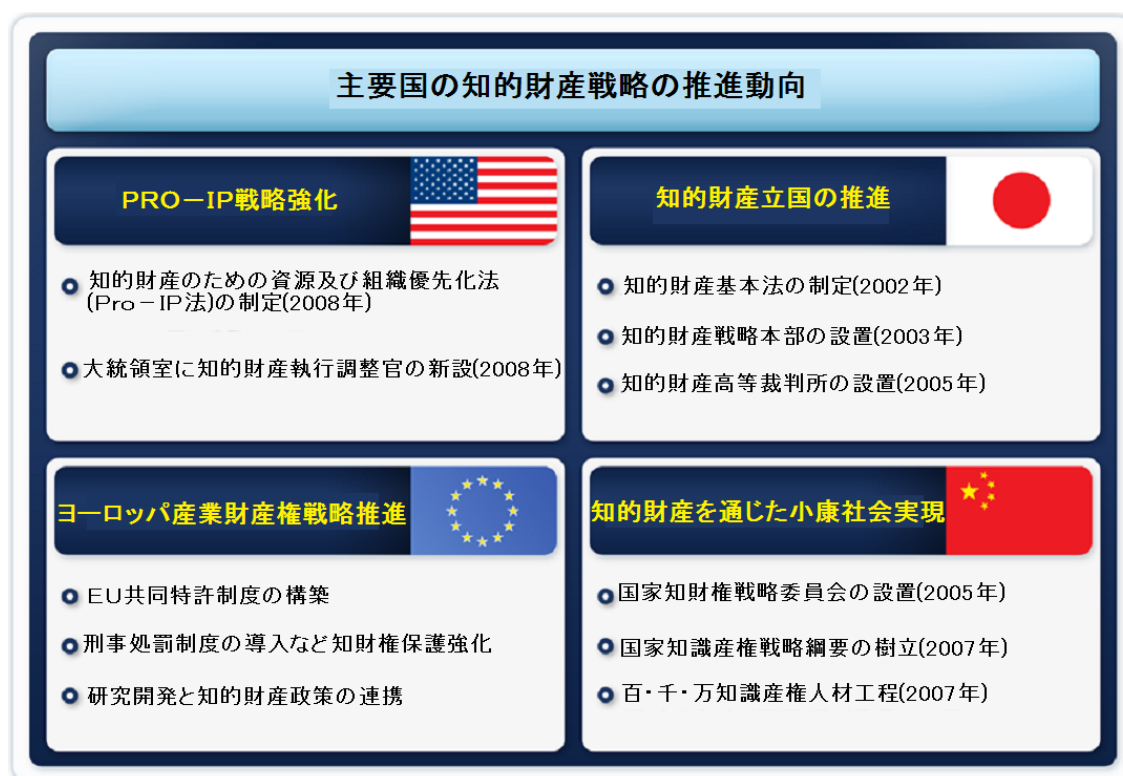 主要国の知的財産戦略の推進動向
PRO－IP戦略強化
知的財産のための資源及び組織優先化法
(Pro－IP法)の制定(2008年)
大統領室に知的財産執行調整官の新設(2008年)
知的財産立国の推進
知的財産基本法の制定(2002年)
知的財産戦略本部の設置(2003年)
知的財産高等裁判所の設置(2005年)
ヨーロッパ産業財産権戦略推進
EU共同特許制度の構築
刑事処罰制度の導入など知財権保護強化
研究開発と知的財産政策の連携
知的財産を通じた小康社会実現
国家知財権戦略委員会の設置(2005年)
国家知識産権戦略綱要の樹立(2007年)
百・千・万知識産権人材工程(2007年)